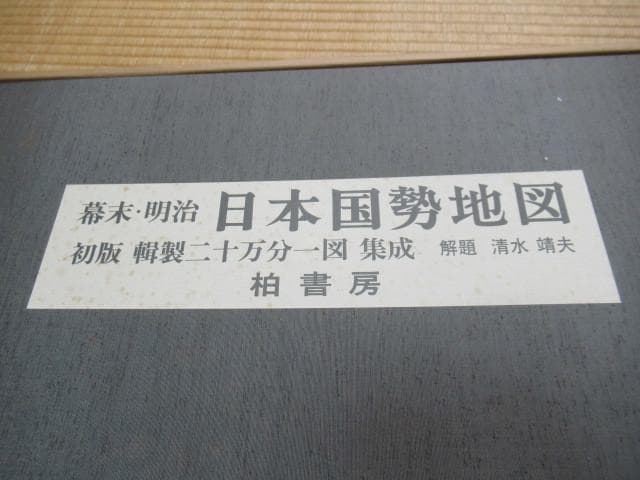 幕末・明治 日本国勢地図
初版 輯製二十万分一図 集成 解題 清水 靖夫
柏書房